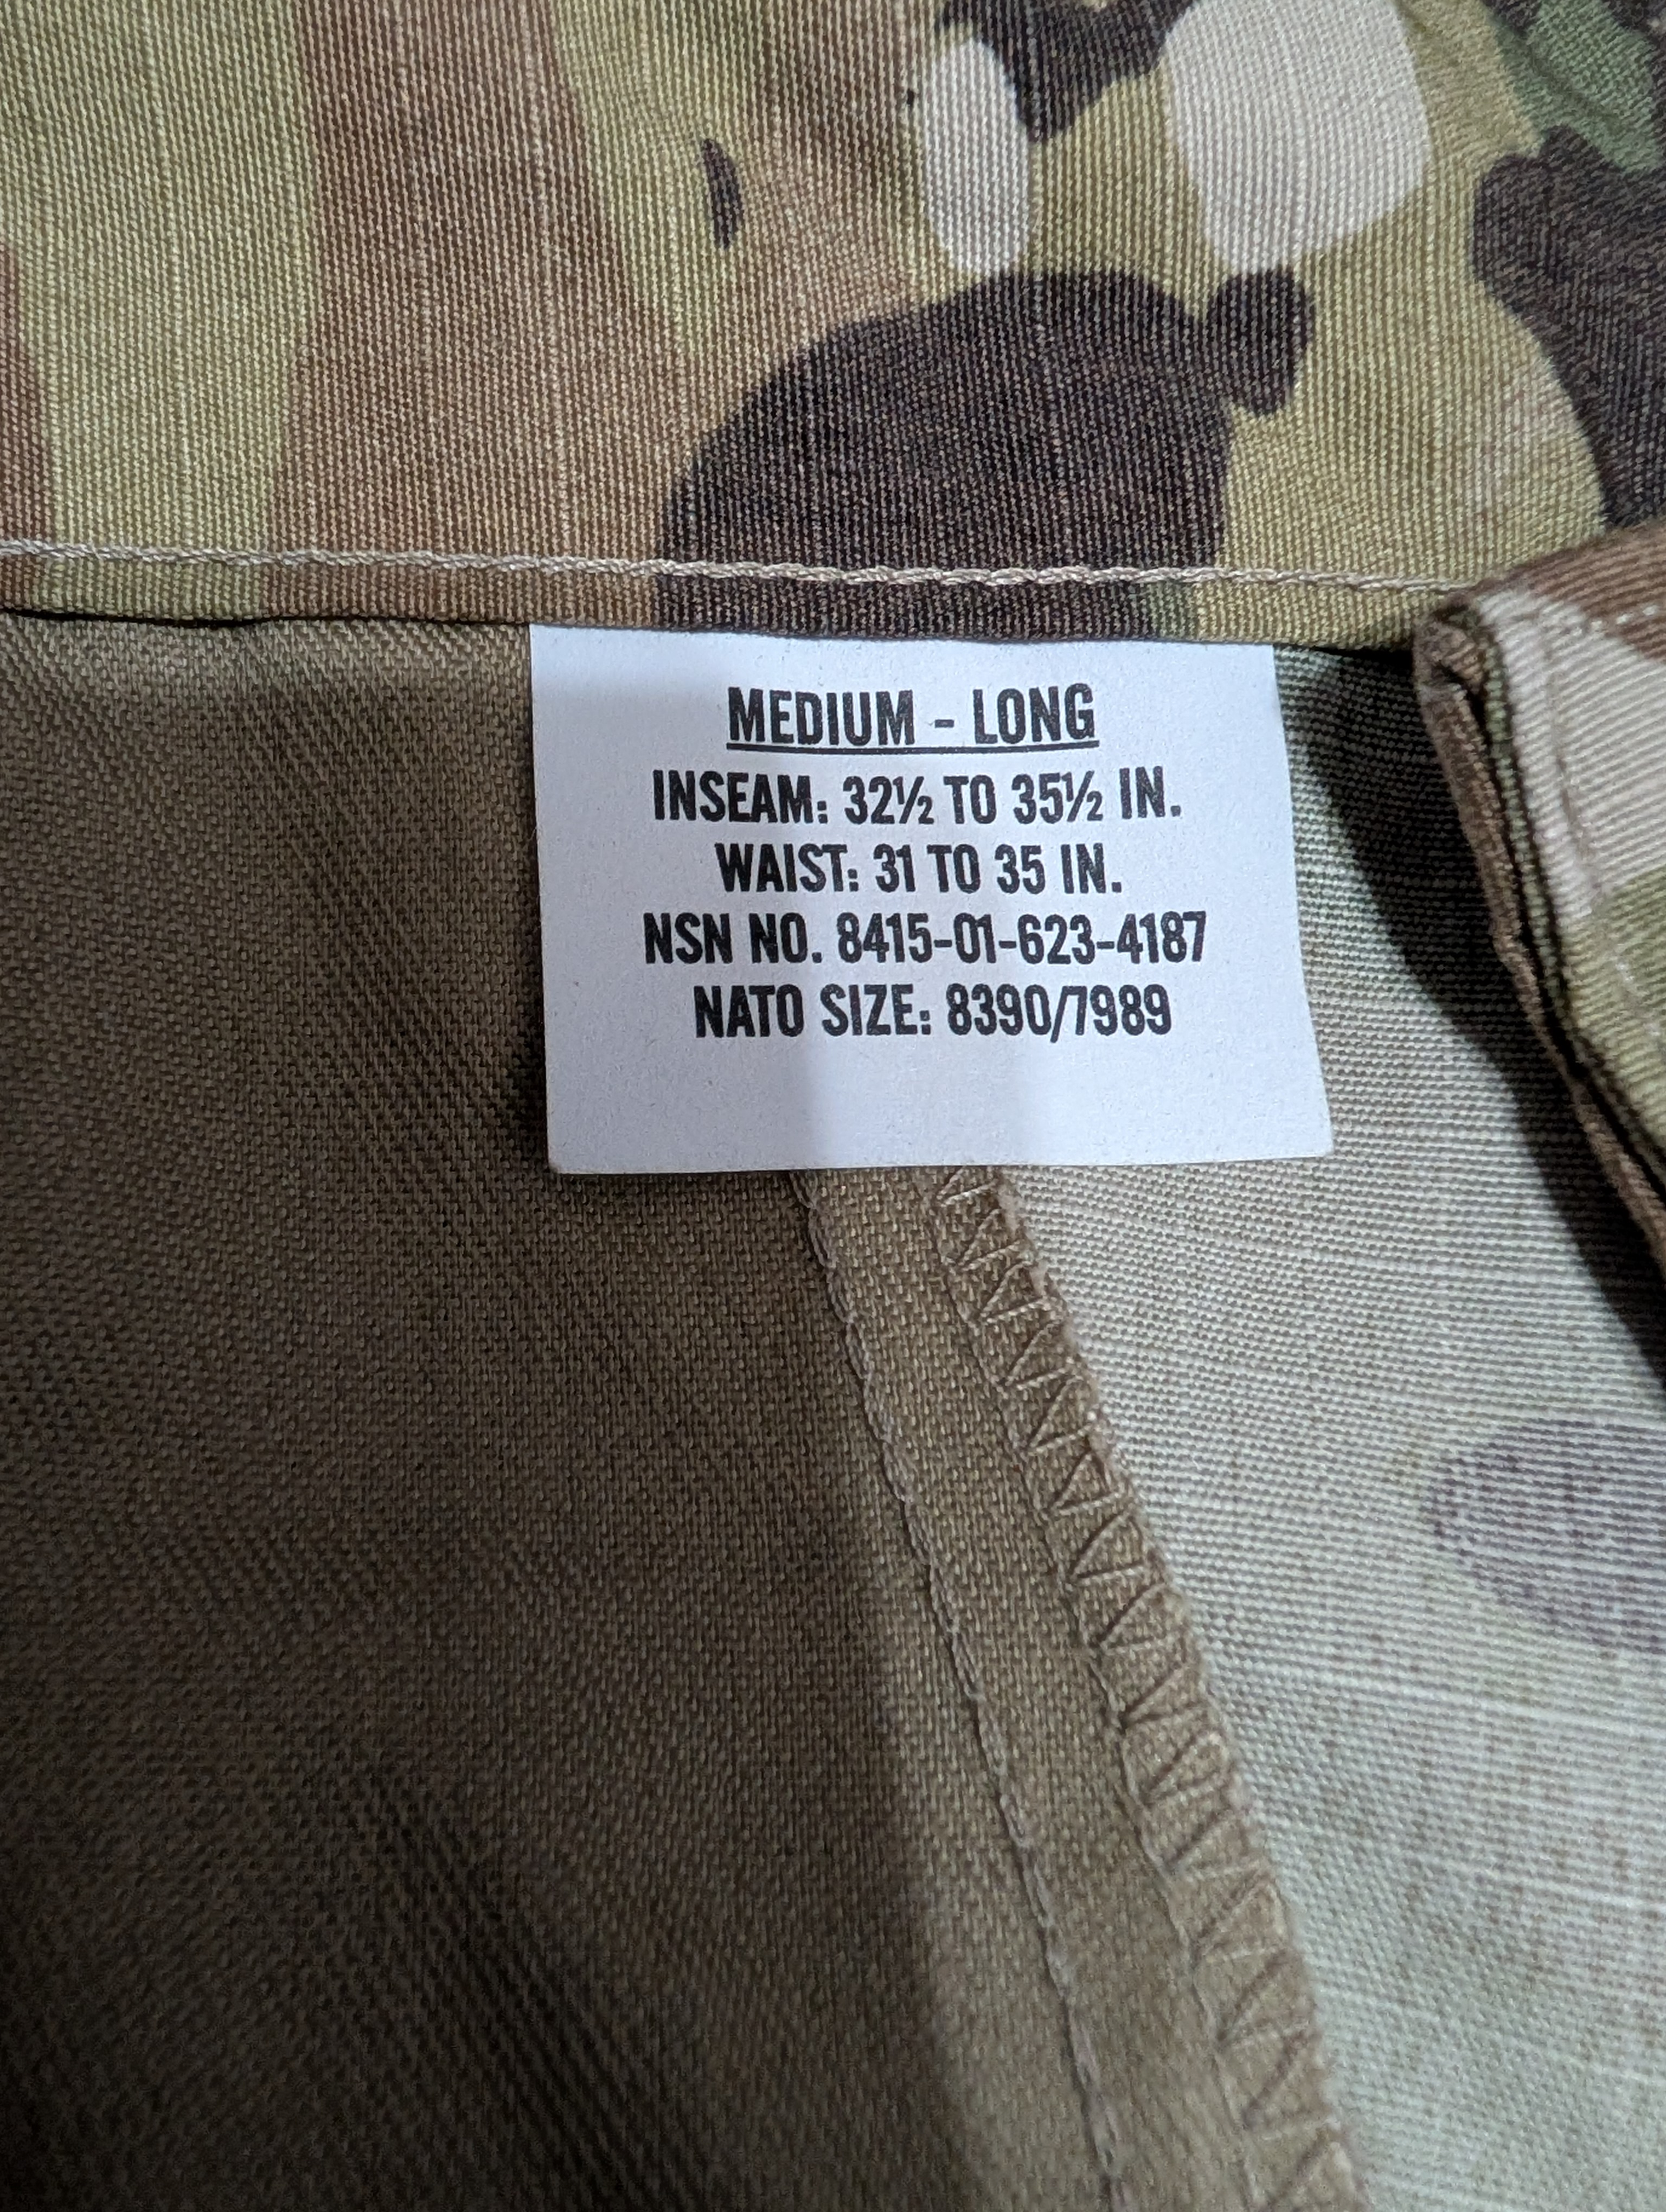 MEDIUM - LONG
INSEAM: 32½ TO 35½ IN.
WAIST: 31 TO 35 IN.
NSN NO. 8415-01-623-4187
NATO SIZE: 8390/7989